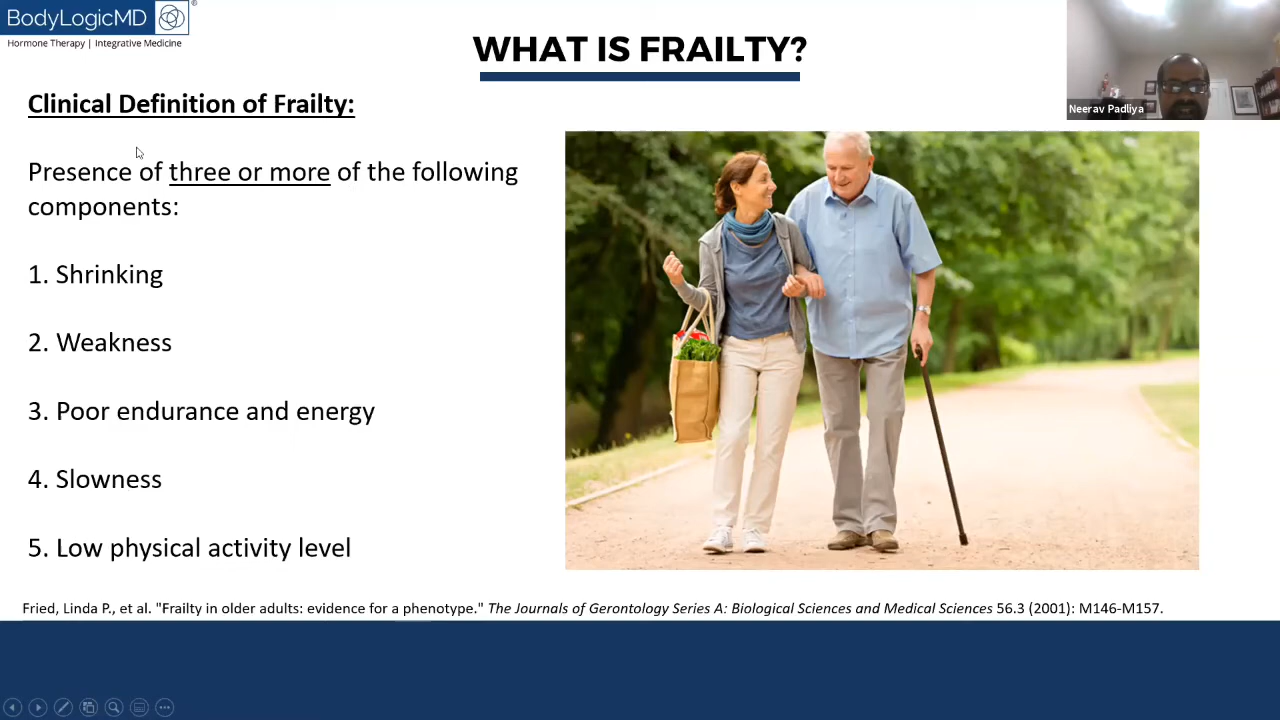 BodyLogicMD
®
Hormone Therapy | Integrative Medicine
WHAT IS FRAILTY?
Neerav Padliya
Clinical Definition of Frailty:
Presence of three or more of the following
components:
1. Shrinking
2. Weakness
3. Poor endurance and energy
4. Slowness
5. Low physical activity level
Fried, Linda P., et al. "Frailty in older adults: evidence for a phenotype." The Journals of Gerontology Series A: Biological Sciences and Medical Sciences 56.3 (2001): M146-M157.